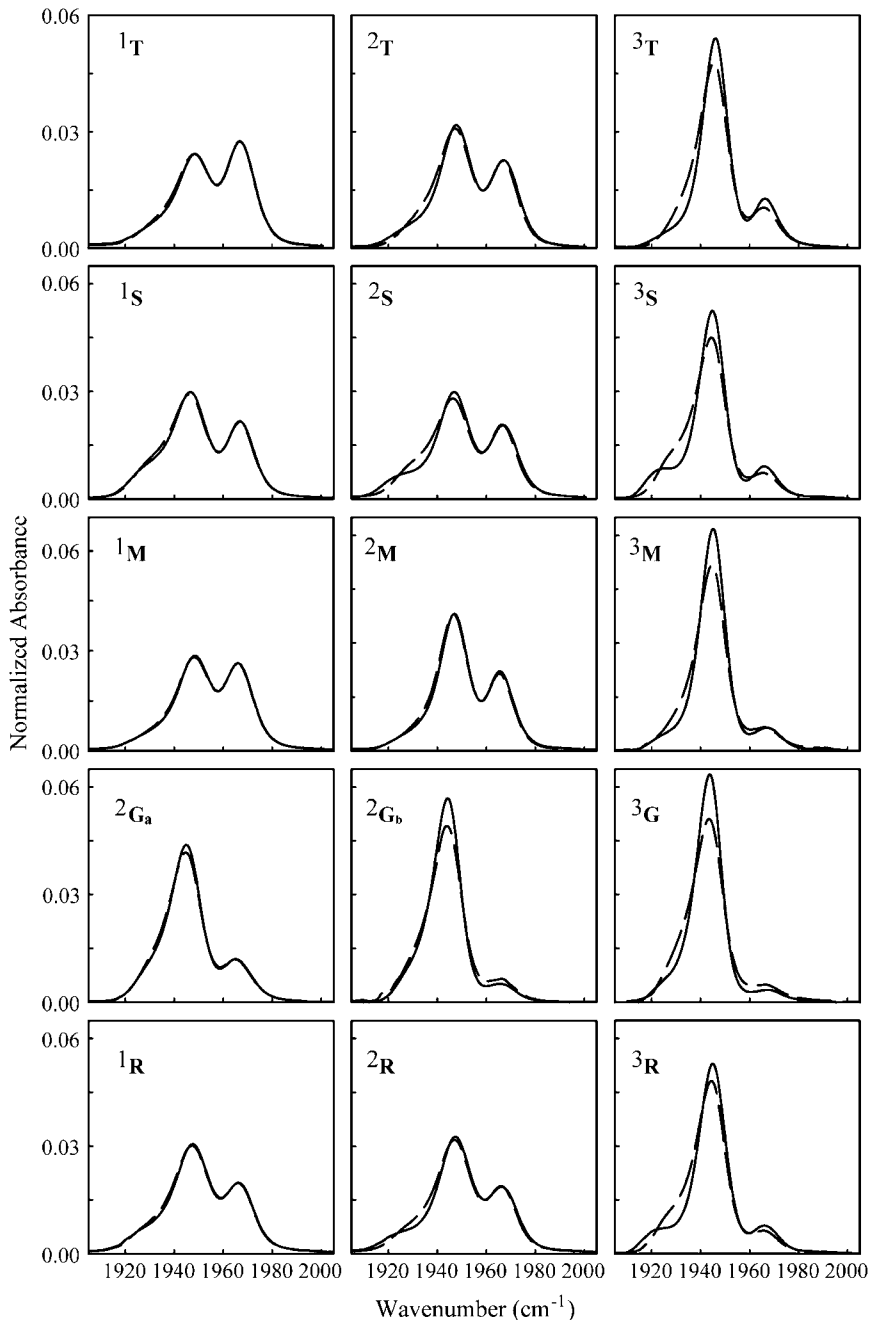 0.06
¹T ²T ³T
0.03
0.00
¹S ²S ³S
0.03
0.00
0.06
¹M ²M ³M
0.03
0.00
0.06
²Gₐ ²G_b ³G
0.03
0.00
0.06
¹R ²R ³R
0.03
0.00
1920 1940 1960 1980 2000 1920 1940 1960 1980 2000 1920 1940 1960 1980 2000
Normalized Absorbance
Wavenumber (cm⁻¹)